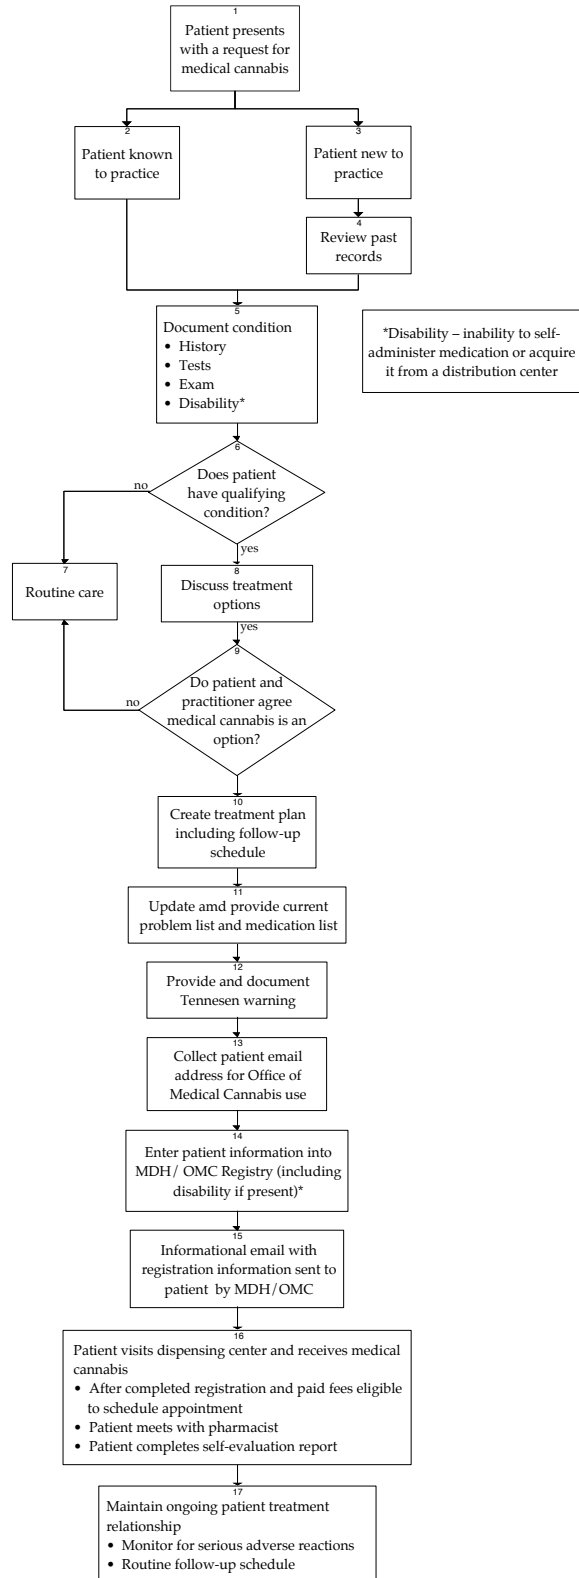 1
Patient presents
with a request for
medical cannabis
2
Patient known
to practice
3
Patient new to
practice
4
Review past
records
5
Document condition
• History
• Tests
• Exam
• Disability*
*Disability – inability to self-
administer medication or acquire
it from a distribution center
6
Does patient
have qualifying
condition?
no
yes
7
Routine care
8
Discuss treatment
options
yes
9
Do patient and
practitioner agree
medical cannabis is an
option?
no
10
Create treatment plan
including follow-up
schedule
11
Update amd provide current
problem list and medication list
12
Provide and document
Tennesen warning
13
Collect patient email
address for Office of
Medical Cannabis use
14
Enter patient information into
MDH/ OMC Registry (including
disability if present)*
15
Informational email with
registration information sent to
patient by MDH/OMC
16
Patient visits dispensing center and receives medical
cannabis
• After completed registration and paid fees eligible
to schedule appointment
• Patient meets with pharmacist
• Patient completes self-evaluation report
17
Maintain ongoing patient treatment
relationship
• Monitor for serious adverse reactions
• Routine follow-up schedule